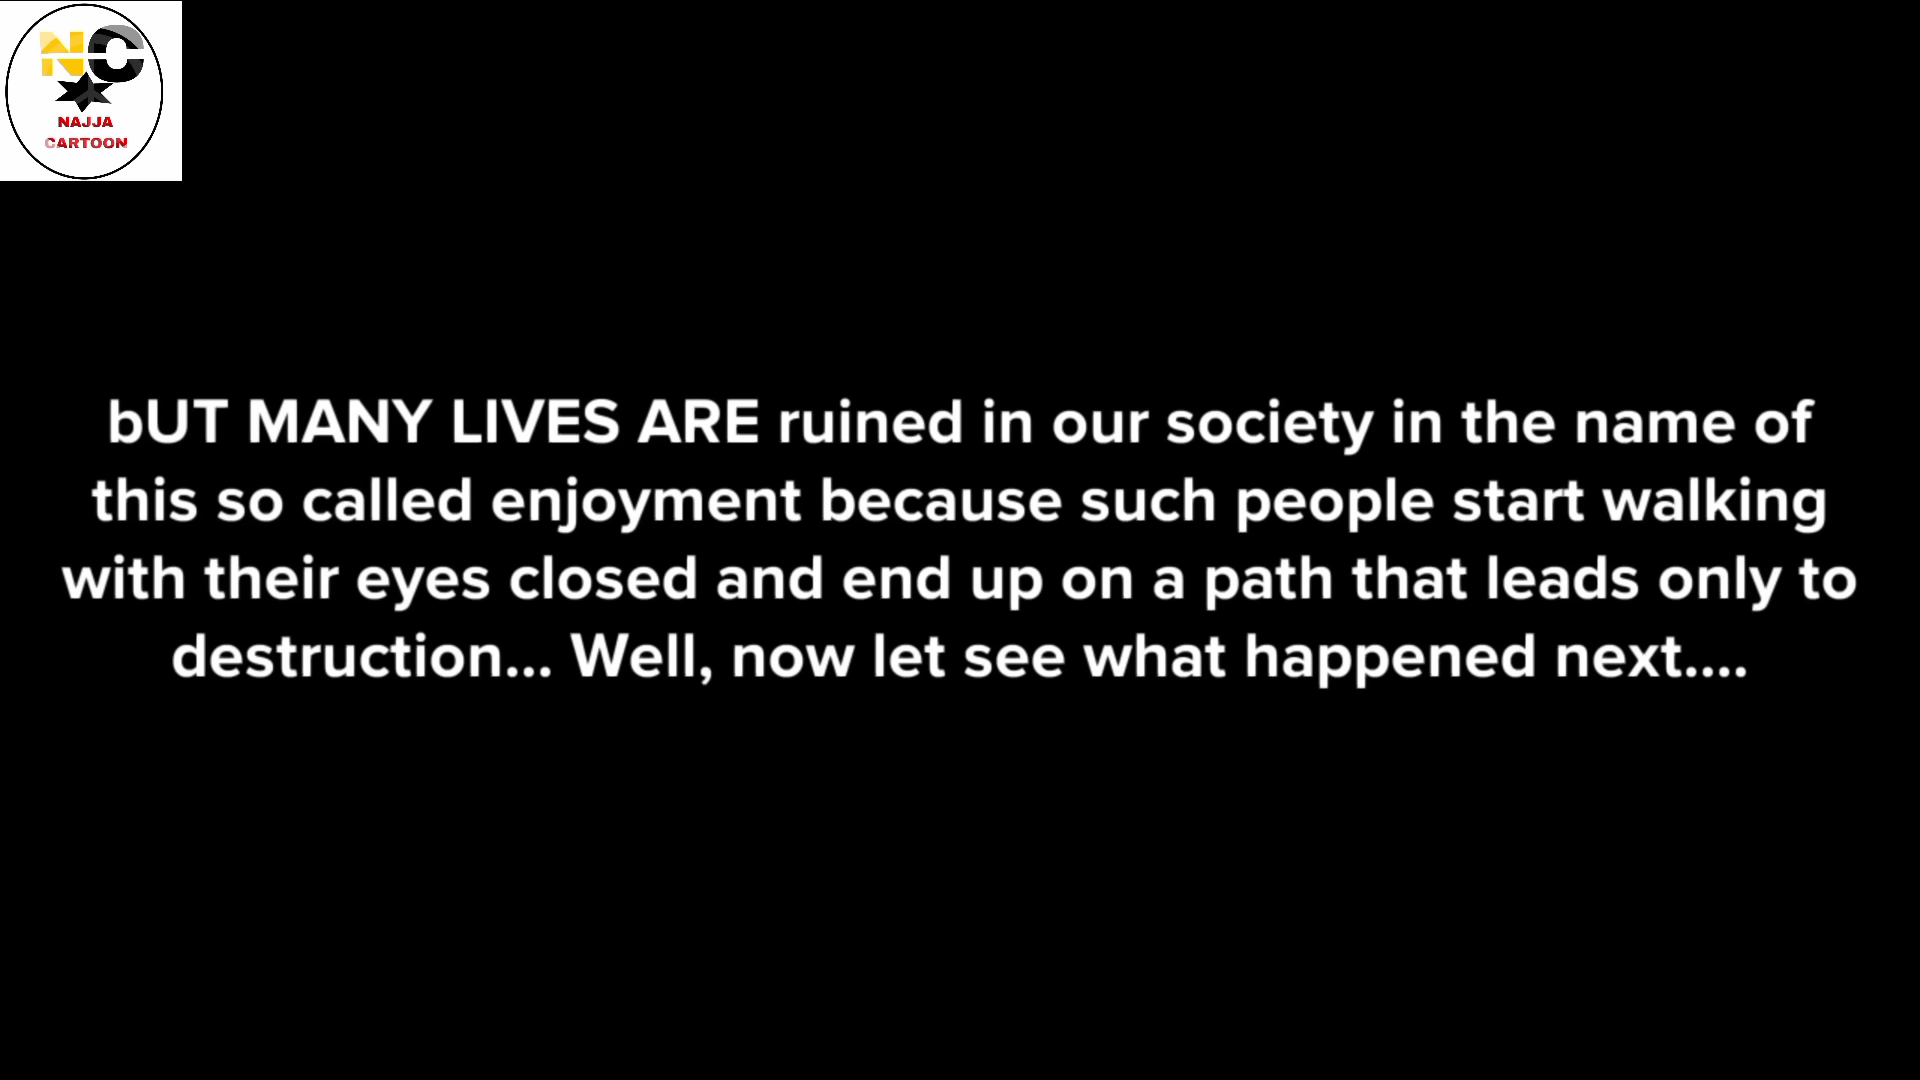 NC
NAJJA
CARTOON
bUT MANY LIVES ARE ruined in our society in the name of
this so called enjoyment because such people start walking
with their eyes closed and end up on a path that leads only to
destruction... Well, now let see what happened next....